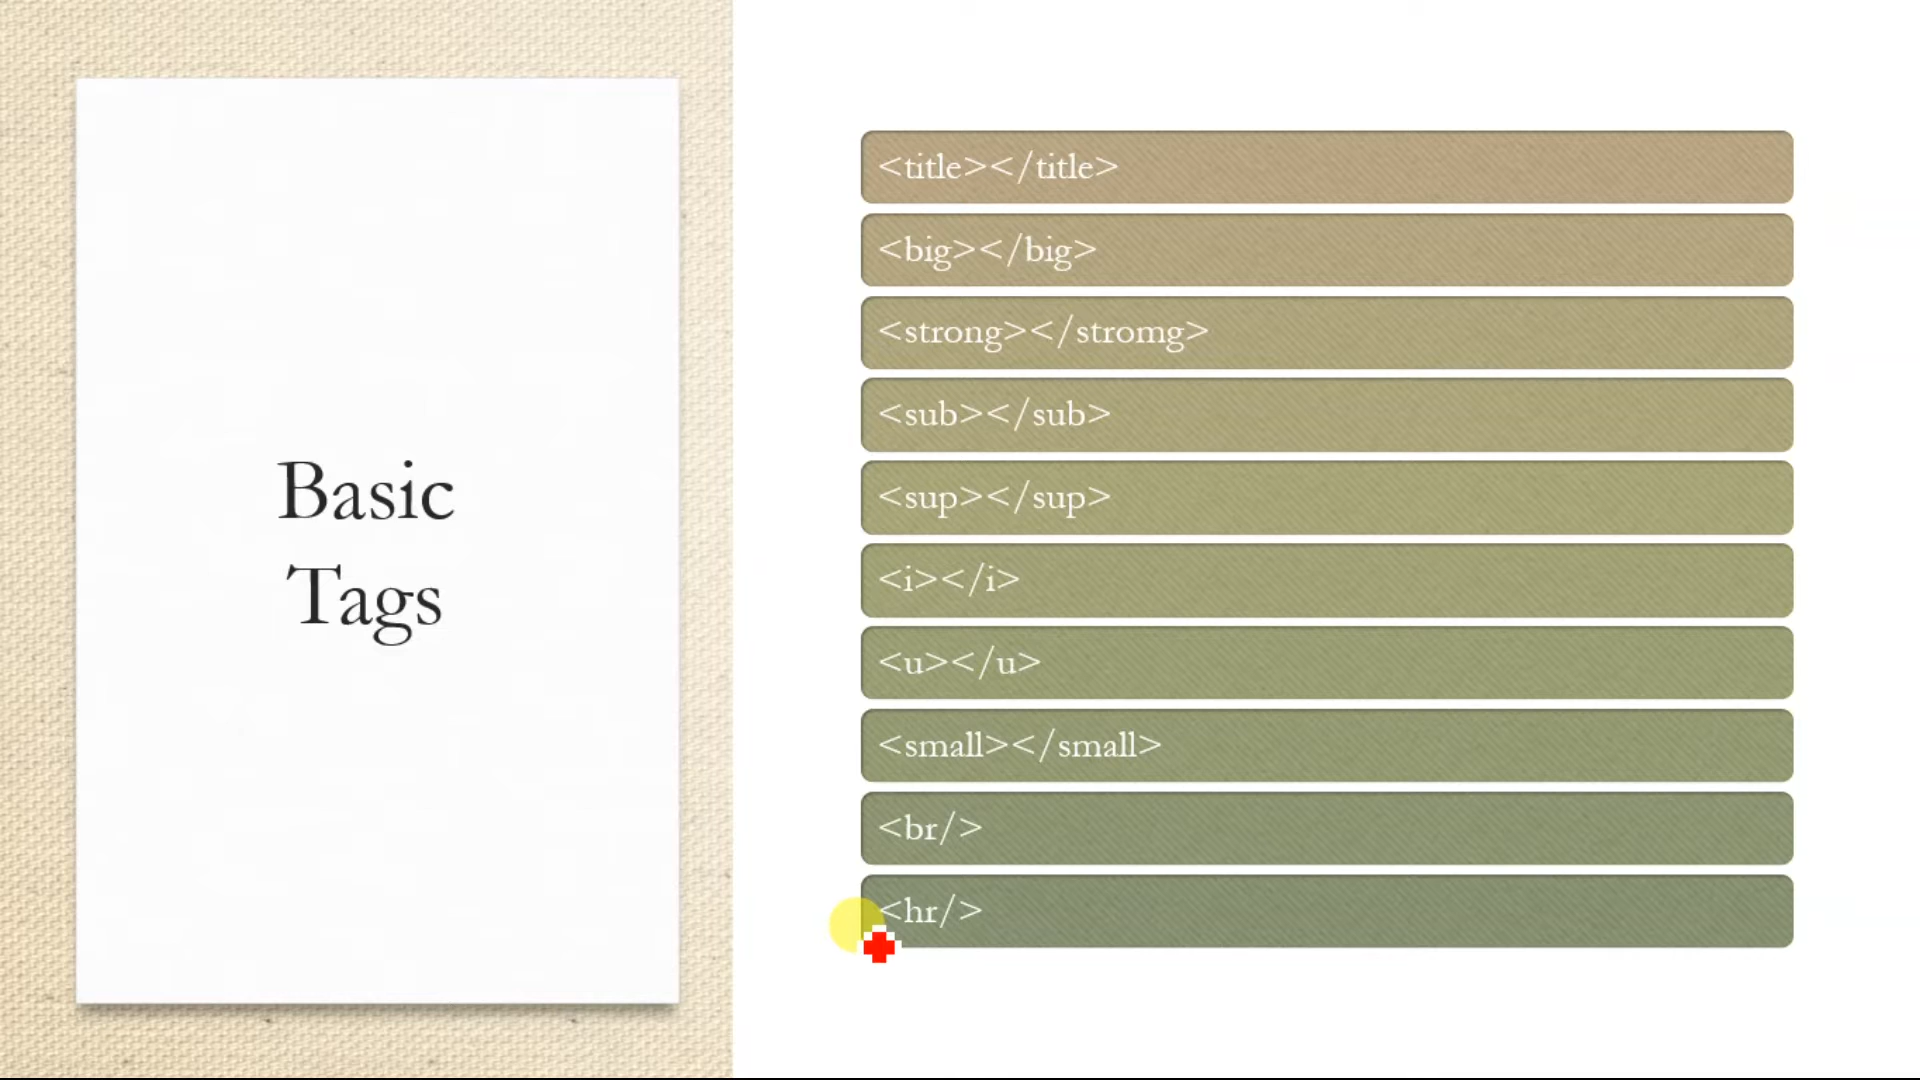 Basic
Tags
<title></title>
<big></big>
<strong></stromg>
<sub></sub>
<sup></sup>
<i></i>
<u></u>
<small></small>
<br/>
<hr/>